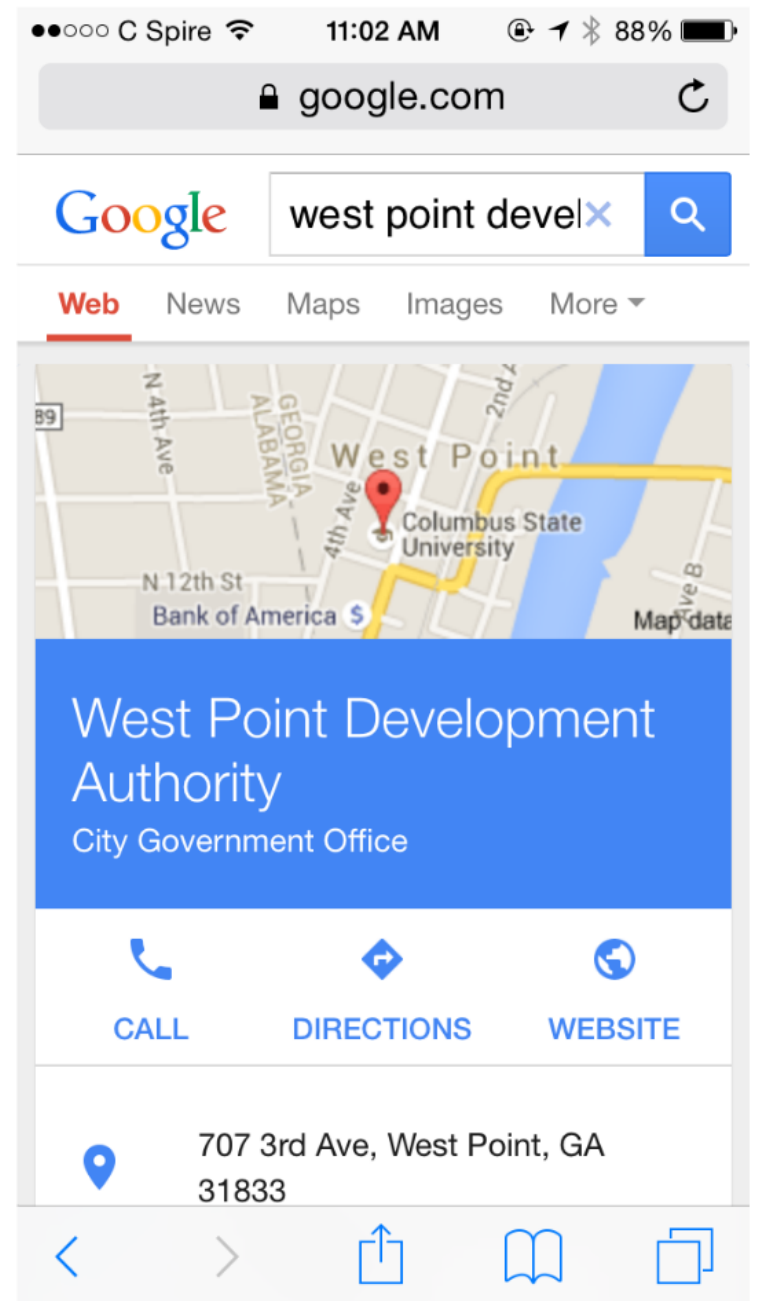 C Spire 11:02 AM 88%
google.com
Google west point devel
Web News Maps Images More
89
N 4th Ave
GEORGIA
ALABAMA
2nd A
West Point
4th Ave
Columbus State
University
N 12th St
Bank of America $
Ave B
Map data
West Point Development
Authority
City Government Office
CALL DIRECTIONS WEBSITE
707 3rd Ave, West Point, GA
31833